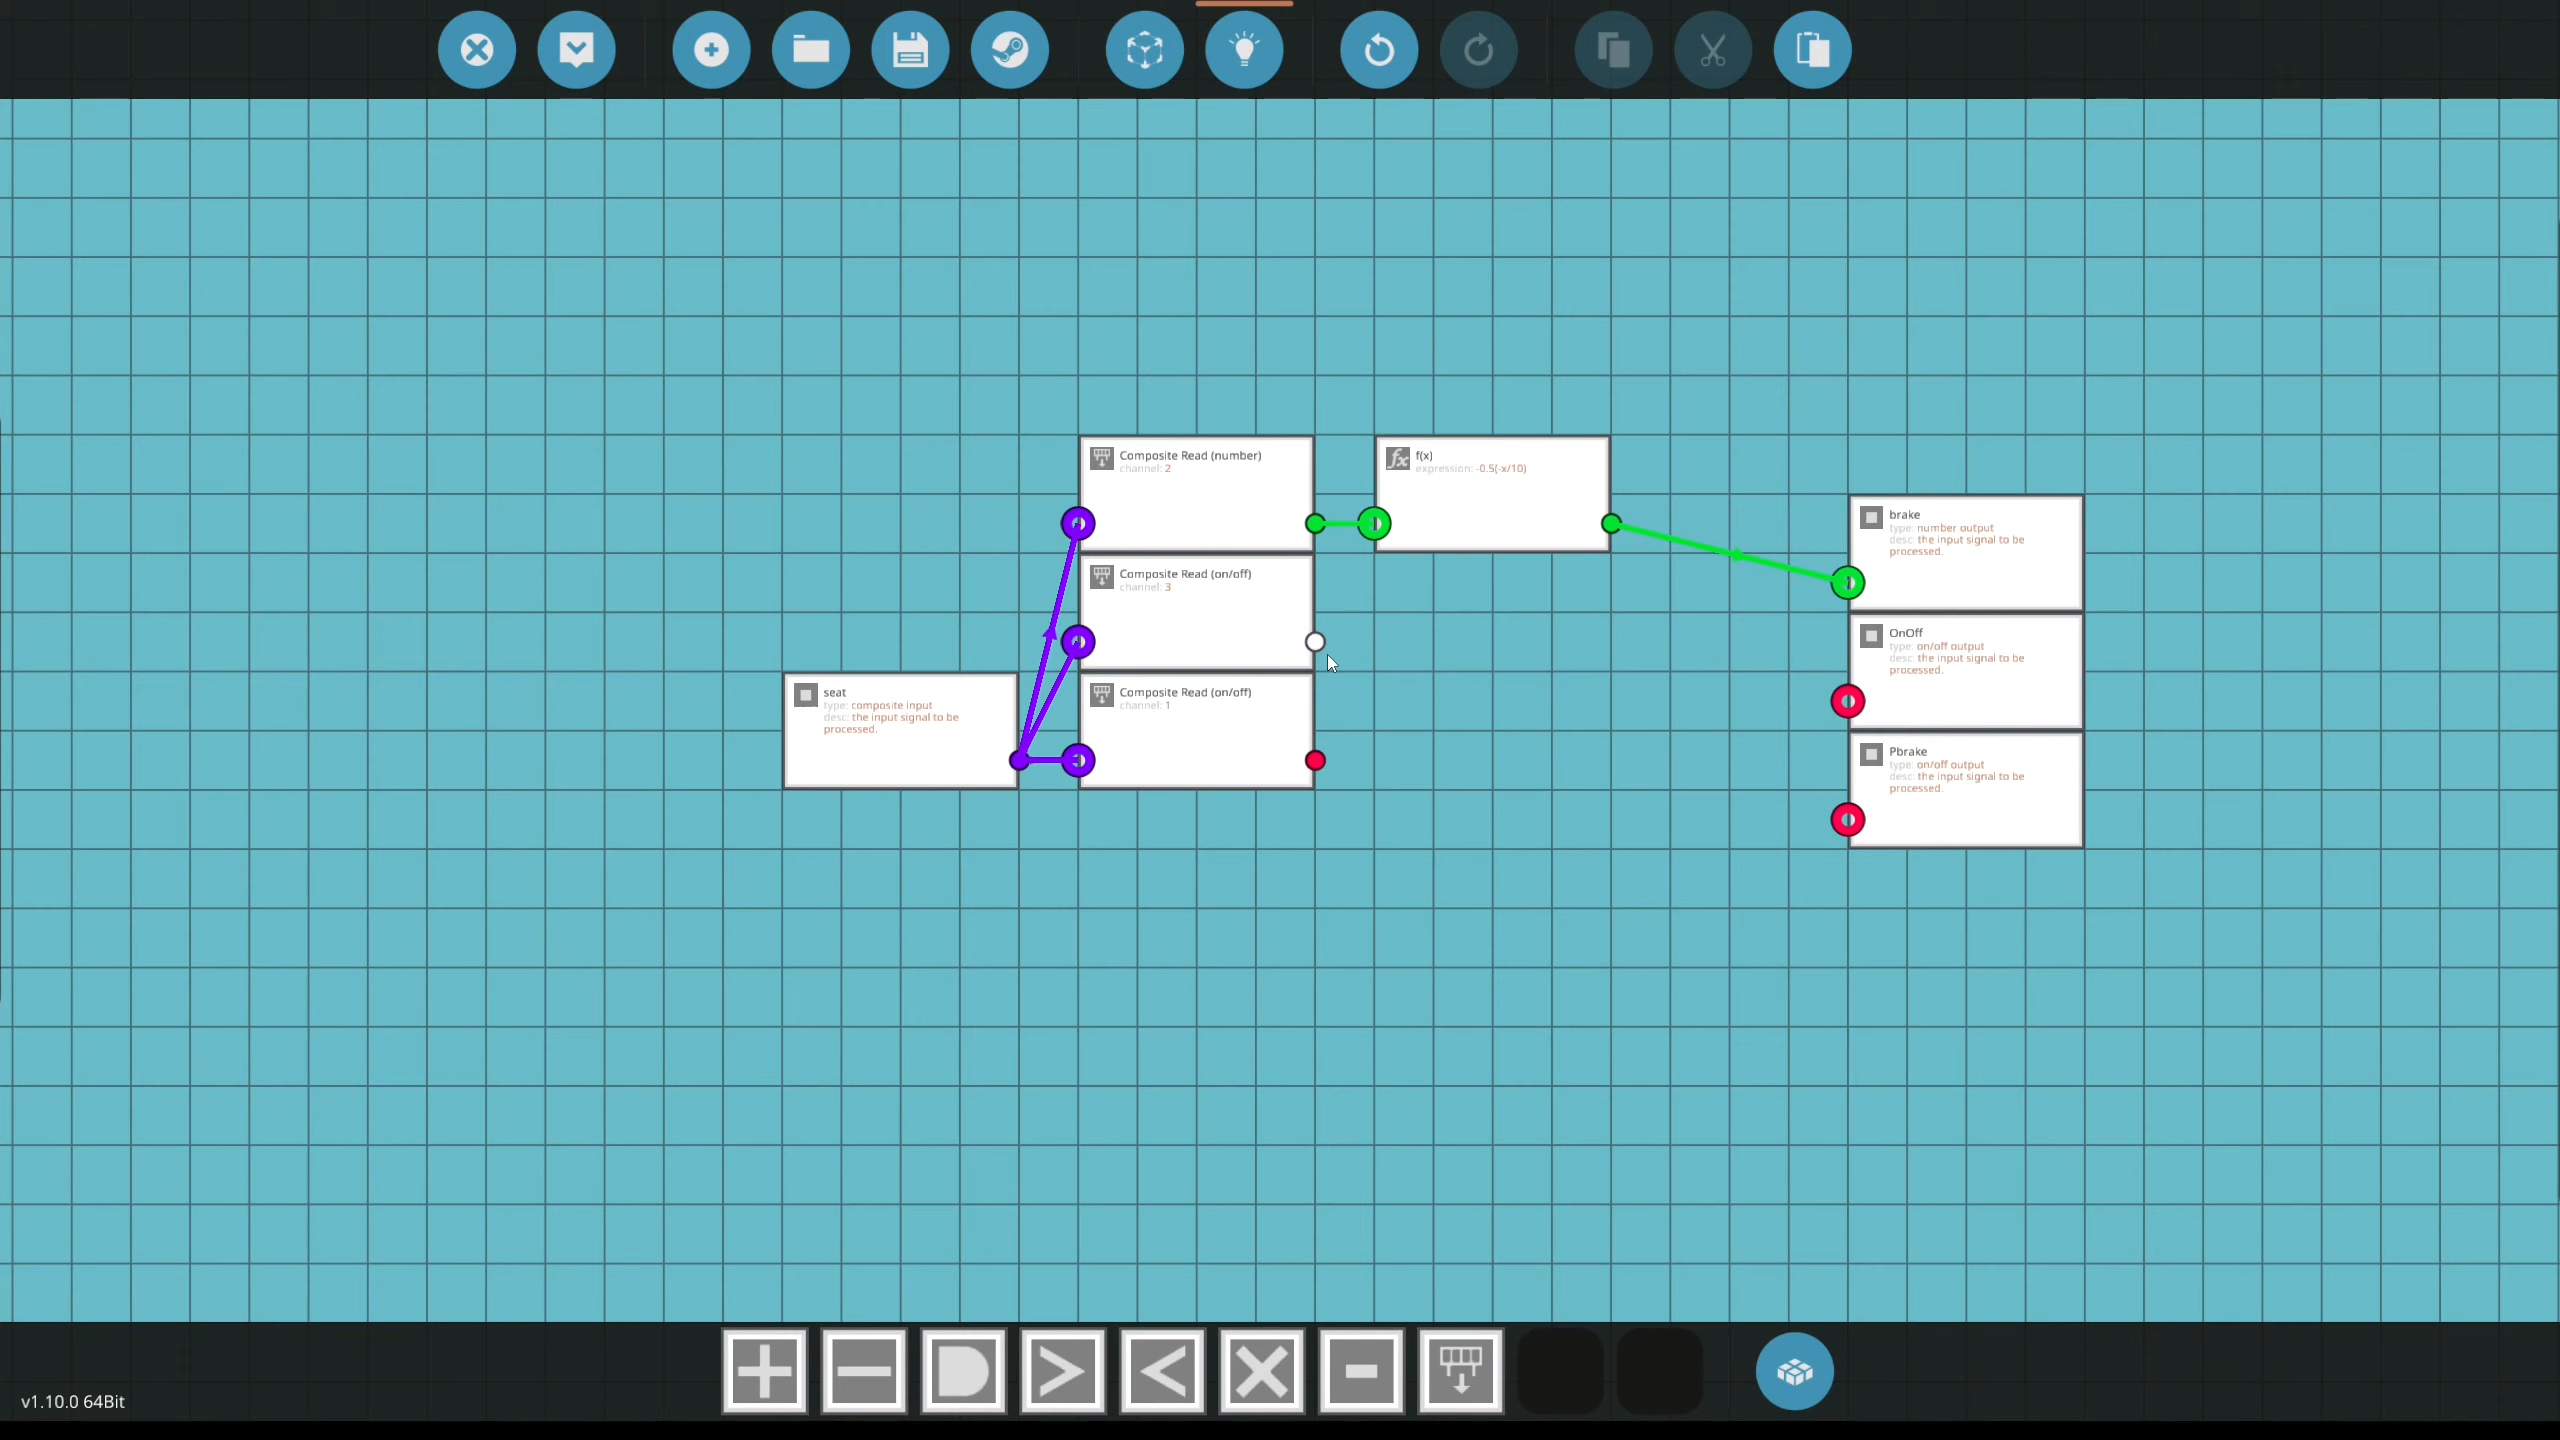 Composite Read (number)
channel: 2
f(x)
expression: -0.5(-x/10)
brake
type: number output
desc: the input signal to be
processed.
Composite Read (on/off)
channel: 3
OnOff
type: on/off output
desc: the input signal to be
processed.
seat
type: composite input
desc: the input signal to be
processed.
Composite Read (on/off)
channel: 1
Pbrake
type: on/off output
desc: the input signal to be
processed.
v1.10.0 64Bit